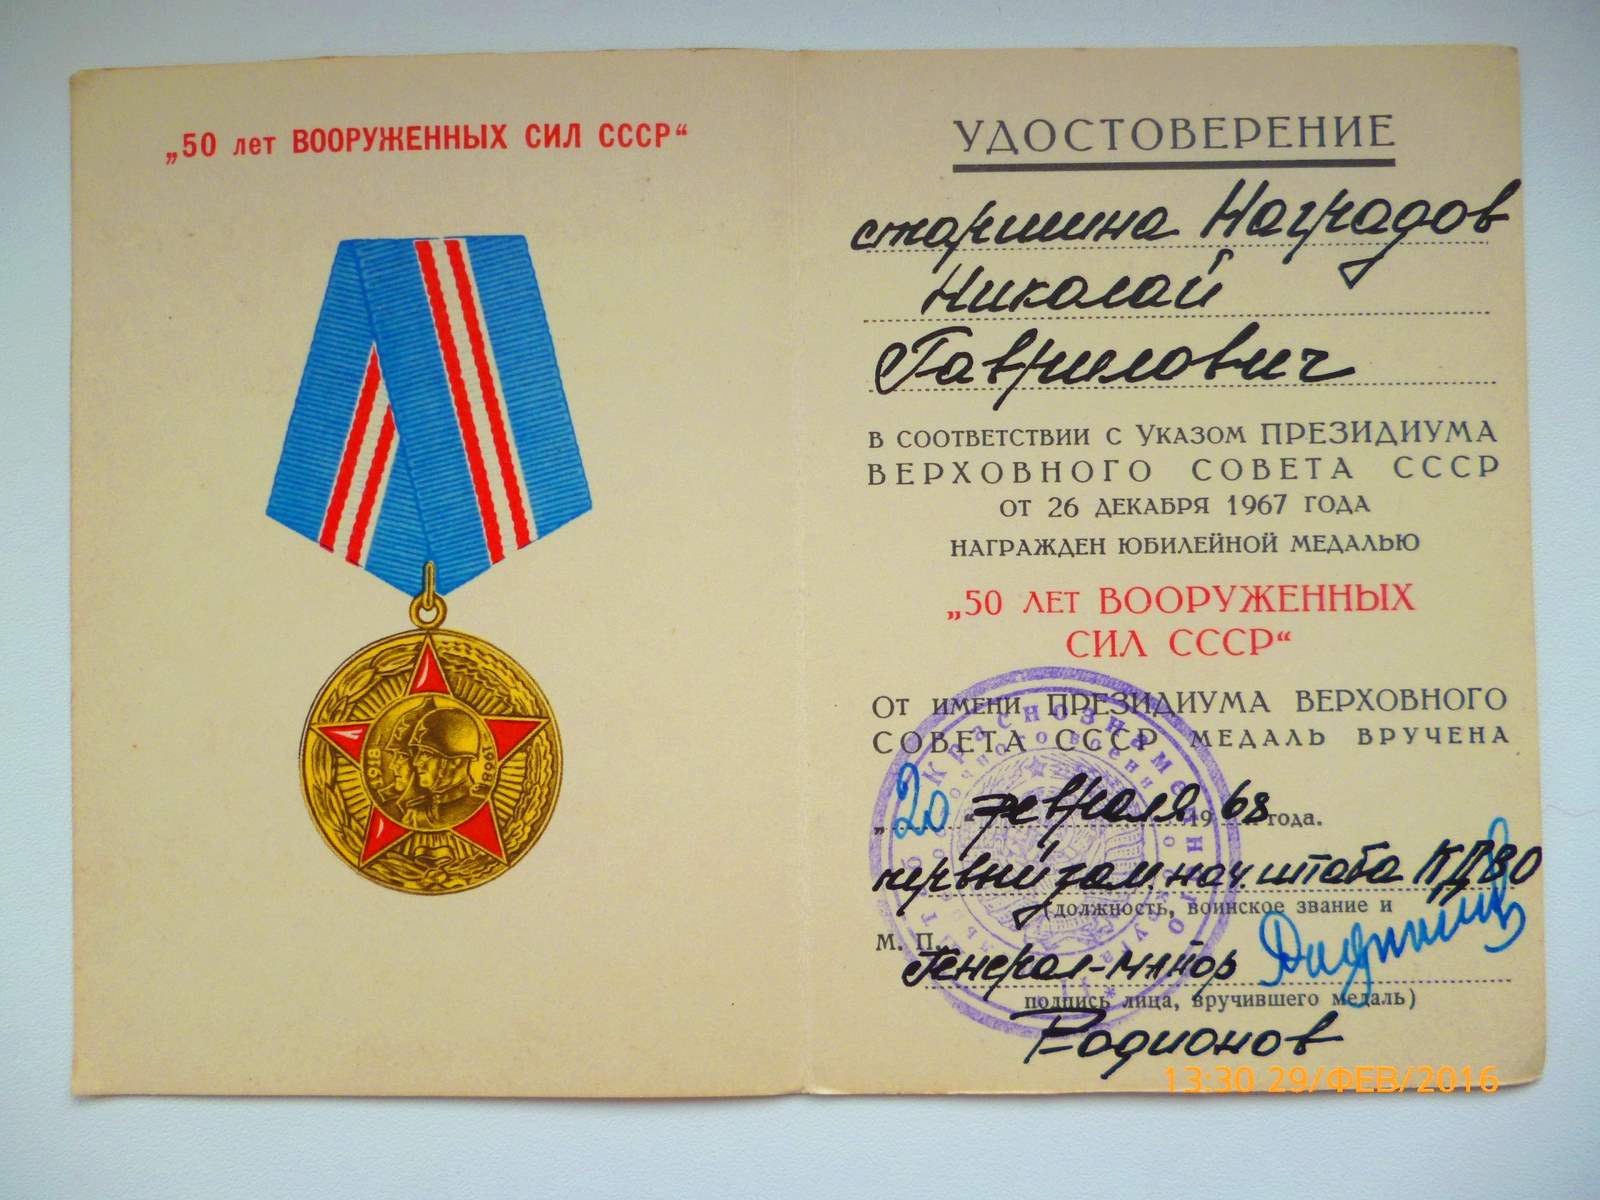 „50 лет ВООРУЖЕННЫХ СИЛ СССР“
1918
1968
УДОСТОВЕРЕНИЕ
старшина Наградов
Николай
Гаврилович
В СООТВЕТСТВИИ С УКАЗОМ ПРЕЗИДИУМА
ВЕРХОВНОГО СОВЕТА СССР
ОТ 26 ДЕКАБРЯ 1967 ГОДА
НАГРАЖДЕН ЮБИЛЕЙНОЙ МЕДАЛЬЮ
„50 ЛЕТ ВООРУЖЕННЫХ
СИЛ СССР“
ОТ ИМЕНИ ПРЕЗИДИУМА ВЕРХОВНОГО
СОВЕТА СССР МЕДАЛЬ ВРУЧЕНА
„20“ февраля 1968 года.
первый зам. нач. штаба КДВО
(должность, воинское звание и
М. П.
Генерал-майор
подпись лица, вручившего медаль)
Родионов
КРАСНОЗНАМЕННОГО
13:30 29/ФЕВ/2016